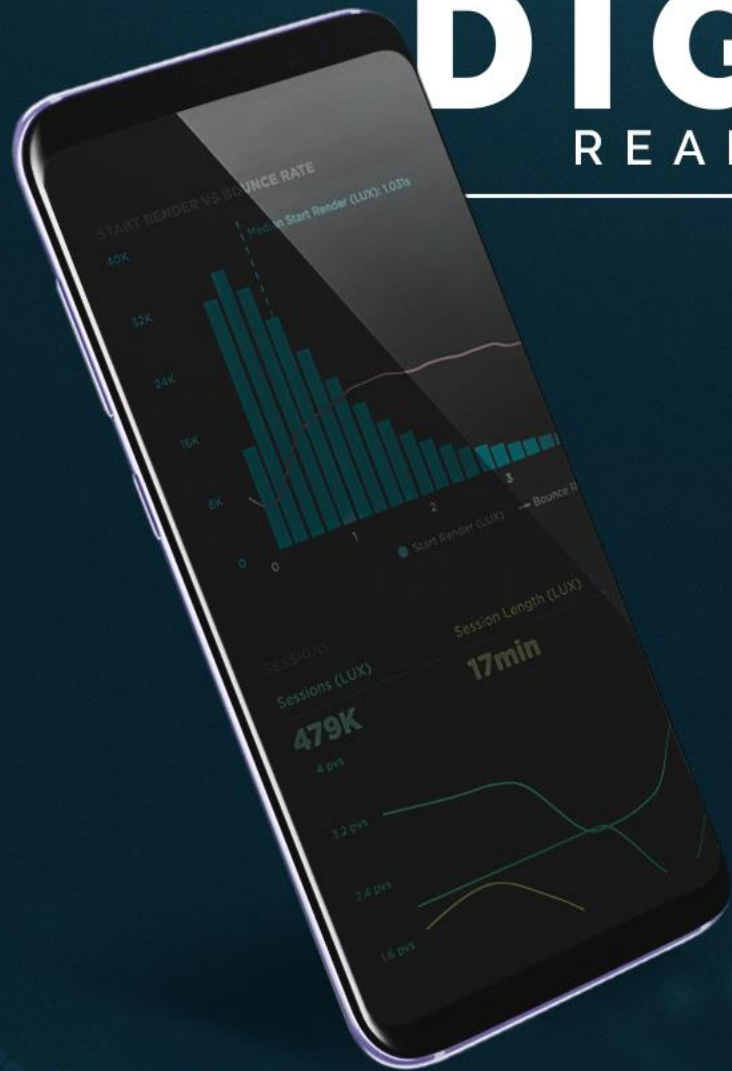 DIG
REAL
START RENDER VS BOUNCE RATE
Median Start Render (LUX): 1.031s
40K
32K
24K
16K
8K
0
0
1
2
3
Start Render (LUX)
Bounce R
SESSIONS
Sessions (LUX)
479K
Session Length (LUX)
17min
4 pvs
3.2 pvs
2.4 pvs
1.6 pvs